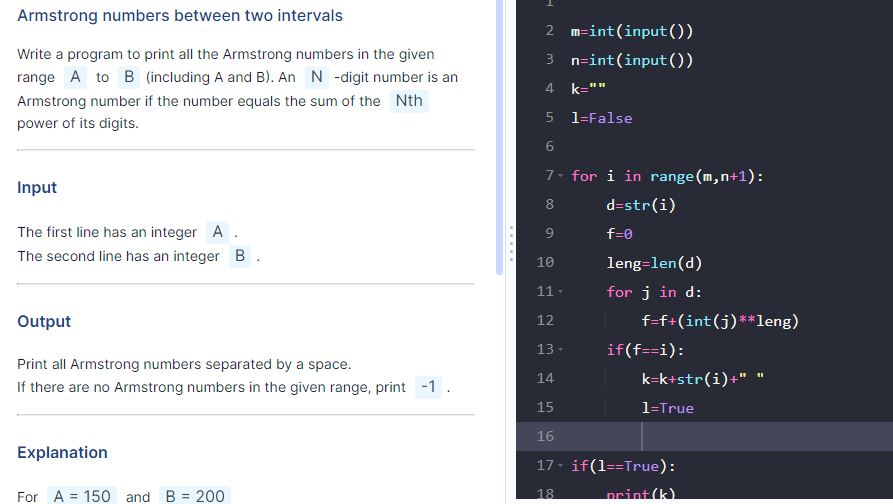 Armstrong numbers between two intervals
Write a program to print all the Armstrong numbers in the given
range A to B (including A and B). An N -digit number is an
Armstrong number if the number equals the sum of the Nth
power of its digits.
Input
The first line has an integer A .
The second line has an integer B .
Output
Print all Armstrong numbers separated by a space.
If there are no Armstrong numbers in the given range, print -1 .
Explanation
For A = 150 and B = 200
1
2 m=int(input())
3 n=int(input())
4 k=""
5 l=False
6
7 for i in range(m,n+1):
8 d=str(i)
9 f=0
10 leng=len(d)
11 for j in d:
12 f=f+(int(j)**leng)
13 if(f==i):
14 k=k+str(i)+" "
15 l=True
16
17 if(l==True):
18 print(k)